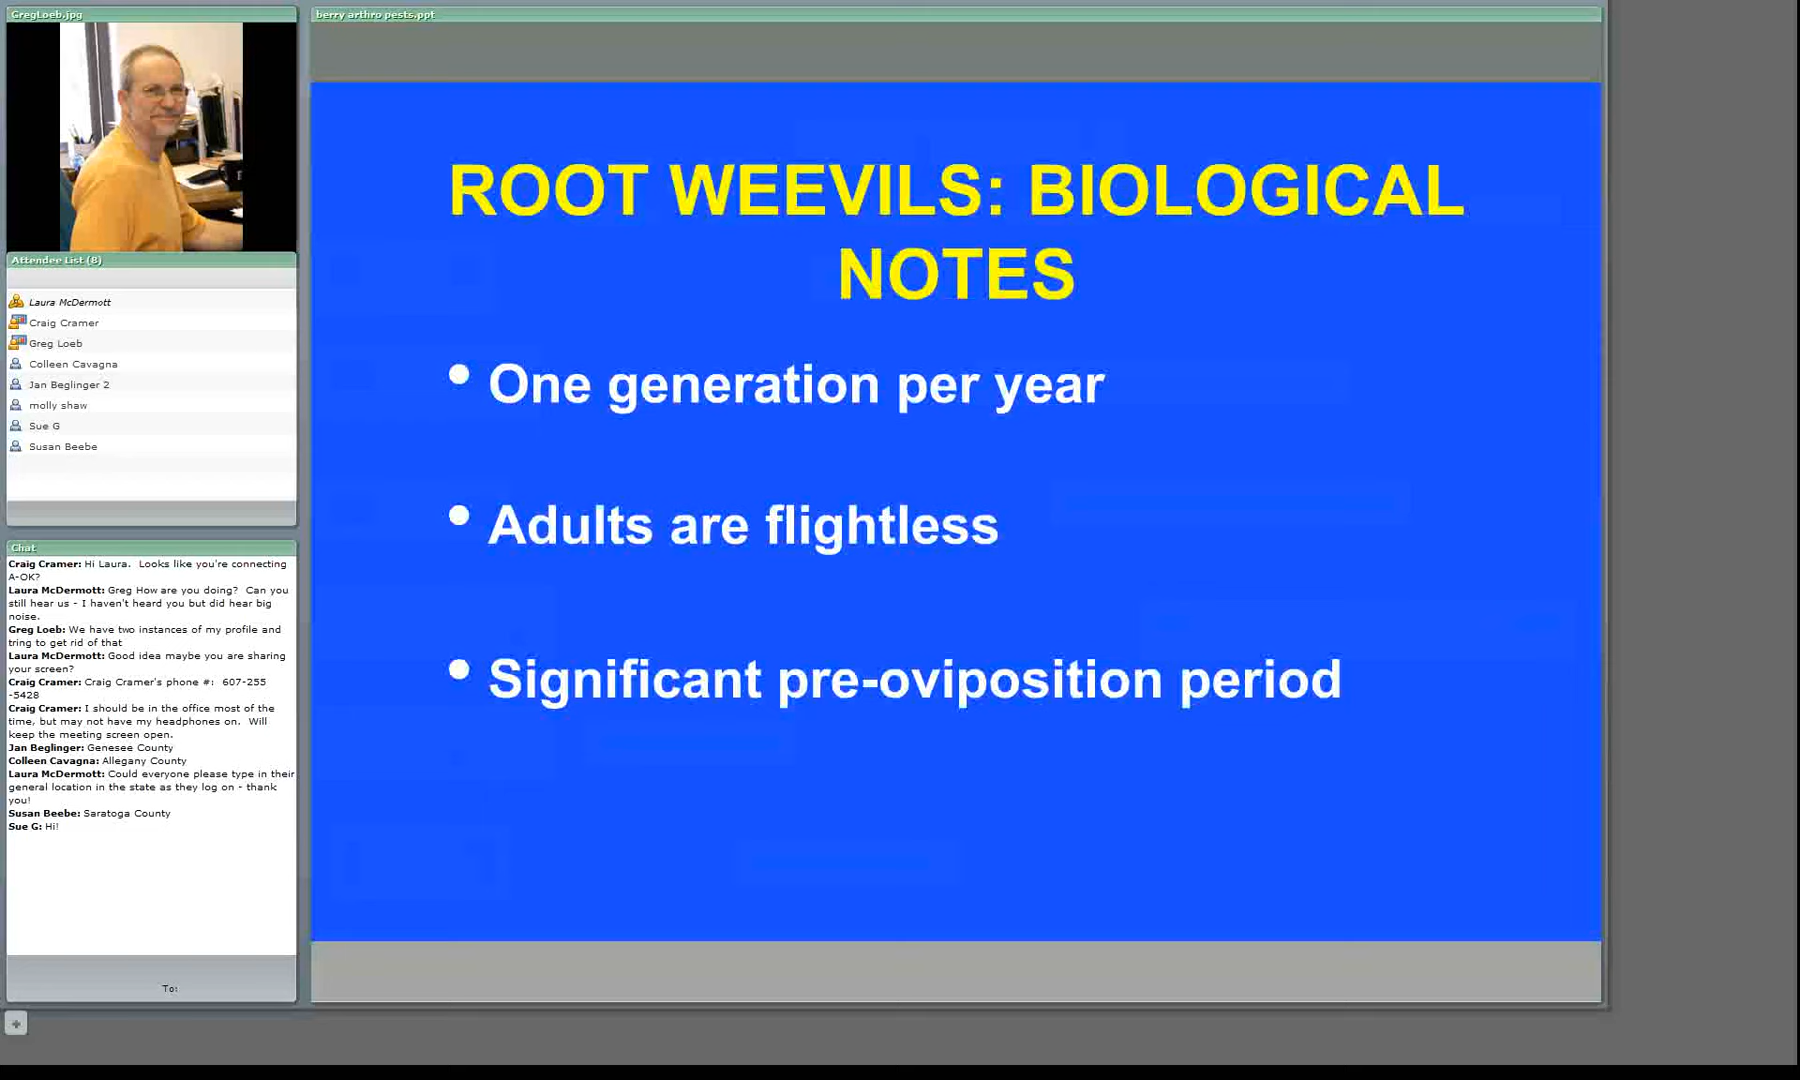 GregLoeb.jpg
Attendee List (8)
Laura McDermott
Craig Cramer
Greg Loeb
Colleen Cavagna
Jan Beglinger 2
molly shaw
Sue G
Susan Beebe
Chat
Craig Cramer: Hi Laura.  Looks like you're connecting
A-OK?
Laura McDermott: Greg How are you doing?  Can you
still hear us - I haven't heard you but did hear big
noise.
Greg Loeb: We have two instances of my profile and
tring to get rid of that
Laura McDermott: Good idea maybe you are sharing
your screen?
Craig Cramer: Craig Cramer's phone #:  607-255
-5428
Craig Cramer: I should be in the office most of the
time, but may not have my headphones on.  Will
keep the meeting screen open.
Jan Beglinger: Genesee County
Colleen Cavagna: Allegany County
Laura McDermott: Could everyone please type in their
general location in the state as they log on - thank
you!
Susan Beebe: Saratoga County
Sue G: Hi!
To:
berry arthro pests.ppt
ROOT WEEVILS: BIOLOGICAL
NOTES
• One generation per year
• Adults are flightless
• Significant pre-oviposition period